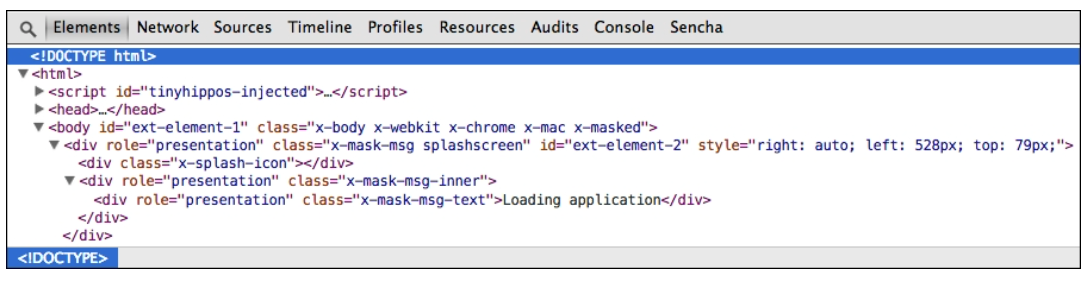 Elements Network Sources Timeline Profiles Resources Audits Console Sencha
<!DOCTYPE html>
▼<html>
▶<script id="tinyhippos-injected">…</script>
▶<head>…</head>
▼<body id="ext-element-1" class="x-body x-webkit x-chrome x-mac x-masked">
▼<div role="presentation" class="x-mask-msg splashscreen" id="ext-element-2" style="right: auto; left: 528px; top: 79px;">
<div class="x-splash-icon"></div>
▼<div role="presentation" class="x-mask-msg-inner">
<div role="presentation" class="x-mask-msg-text">Loading application</div>
</div>
</div>
<!DOCTYPE>